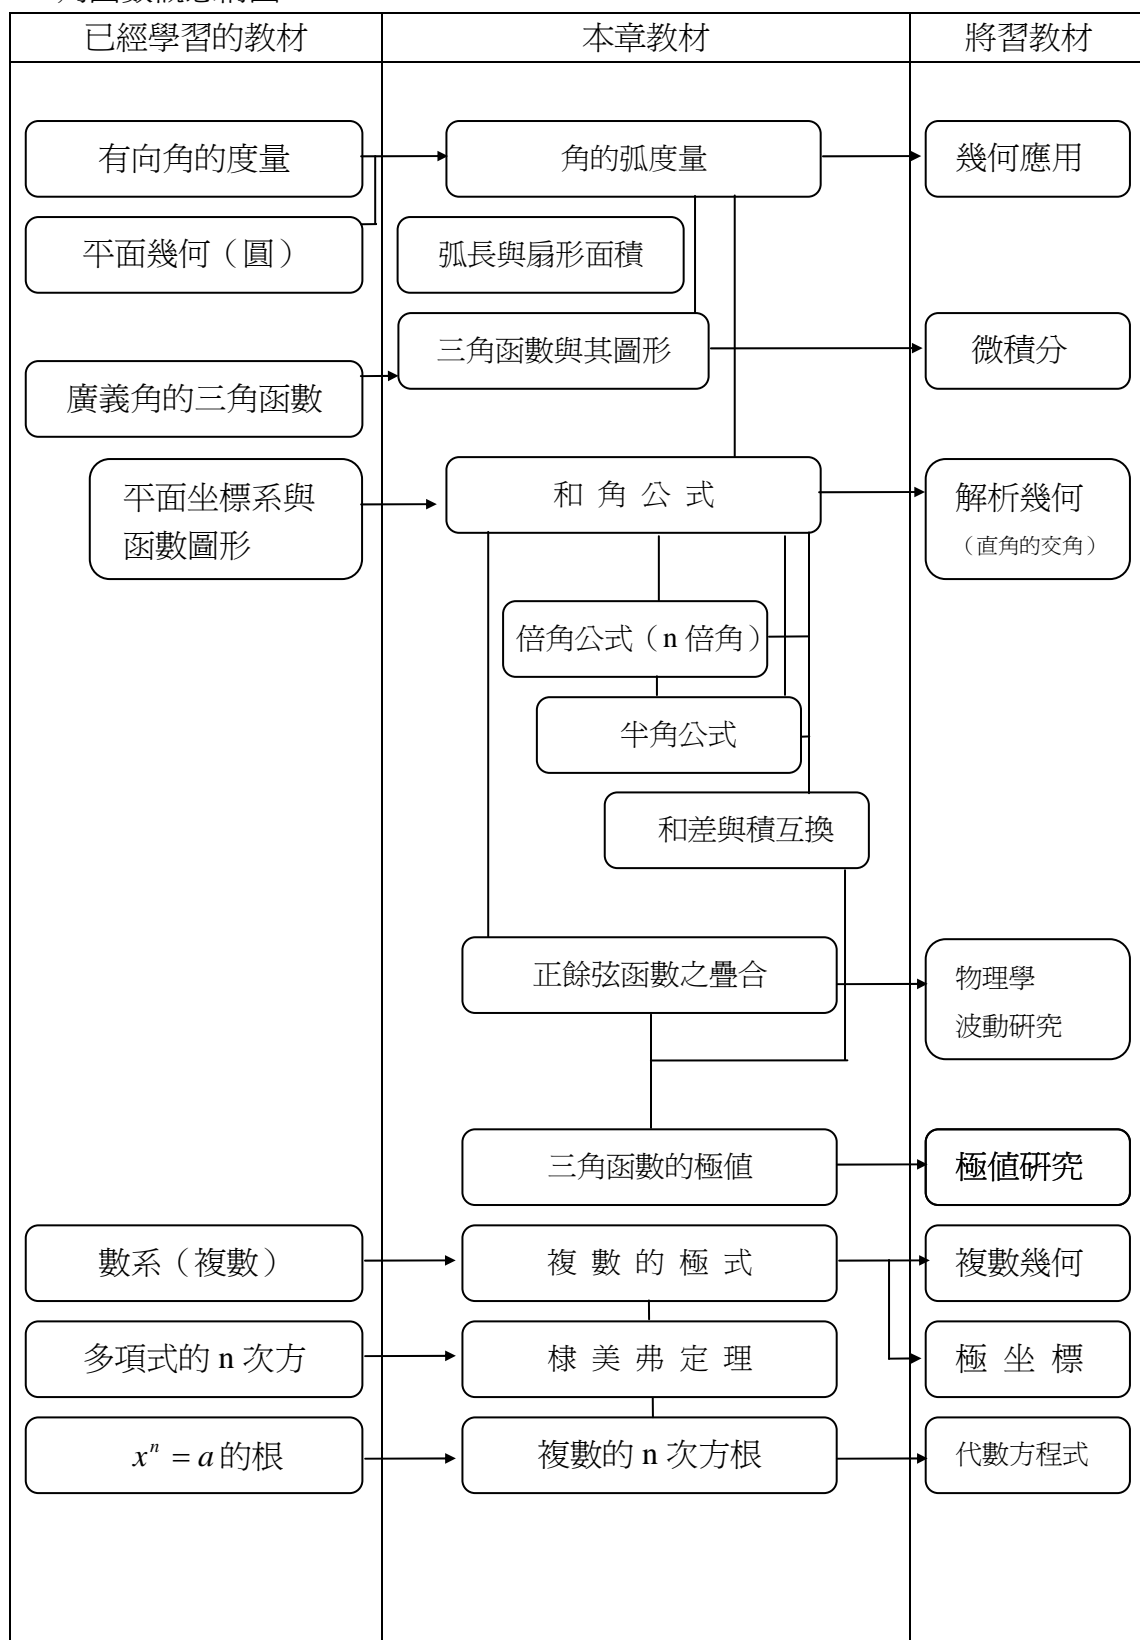 已經學習的教材
本章教材
將習教材
有向角的度量
角的弧度量
幾何應用
平面幾何（圓）
弧長與扇形面積
三角函數與其圖形
微積分
廣義角的三角函數
平面坐標系與
函數圖形
和 角 公 式
解析幾何
（直角的交角）
倍角公式（n 倍角）
半角公式
和差與積互換
正餘弦函數之疊合
物理學
波動研究
三角函數的極值
極值研究
數系（複數）
複 數 的 極 式
複數幾何
多項式的 n 次方
棣 美 弗 定 理
極 坐 標
xⁿ = a 的根
複數的 n 次方根
代數方程式